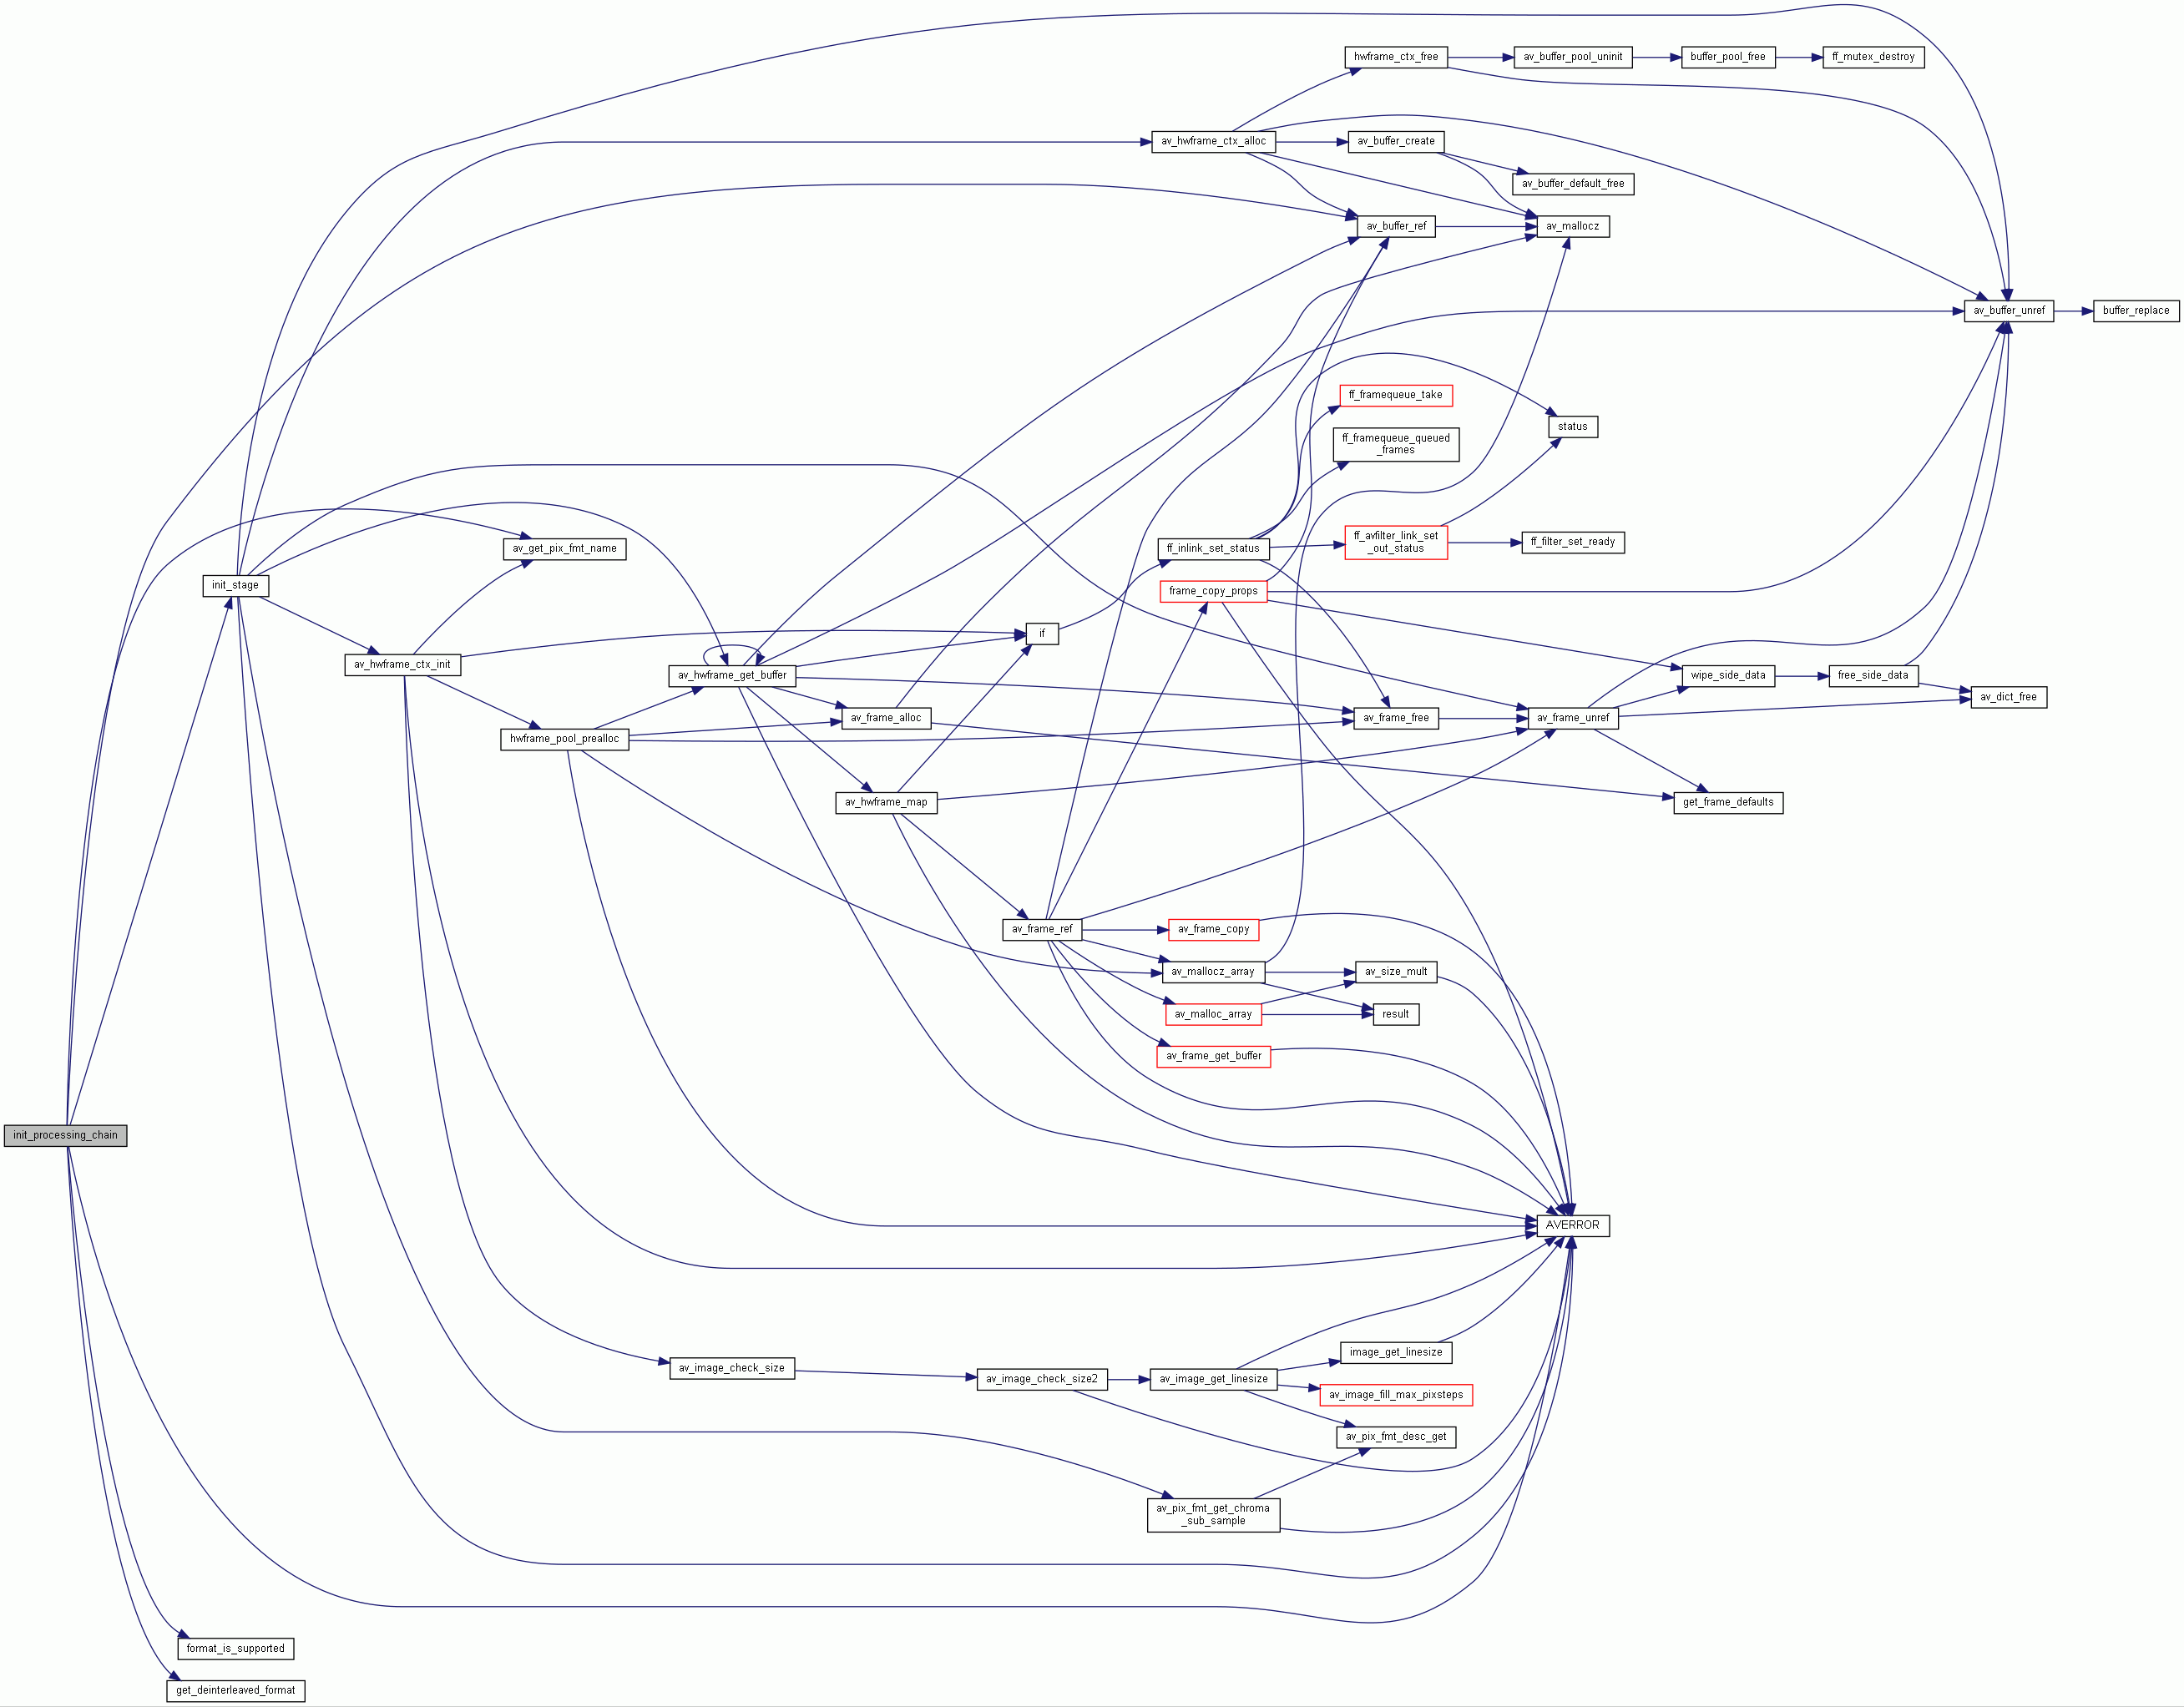 hwframe_ctx_free
av_buffer_pool_uninit
buffer_pool_free
ff_mutex_destroy
av_hwframe_ctx_alloc
av_buffer_create
av_buffer_default_free
av_buffer_ref
av_mallocz
av_buffer_unref
buffer_replace
ff_framequeue_take
status
ff_framequeue_queued
_frames
av_get_pix_fmt_name
ff_inlink_set_status
ff_avfilter_link_set
_out_status
ff_filter_set_ready
init_stage
frame_copy_props
if
av_hwframe_ctx_init
av_hwframe_get_buffer
wipe_side_data
free_side_data
av_dict_free
hwframe_pool_prealloc
av_frame_alloc
av_frame_free
av_frame_unref
av_hwframe_map
get_frame_defaults
av_frame_ref
av_frame_copy
av_mallocz_array
av_size_mult
av_malloc_array
result
av_frame_get_buffer
init_processing_chain
AVERROR
image_get_linesize
av_image_check_size
av_image_check_size2
av_image_get_linesize
av_image_fill_max_pixsteps
av_pix_fmt_desc_get
av_pix_fmt_get_chroma
_sub_sample
format_is_supported
get_deinterleaved_format